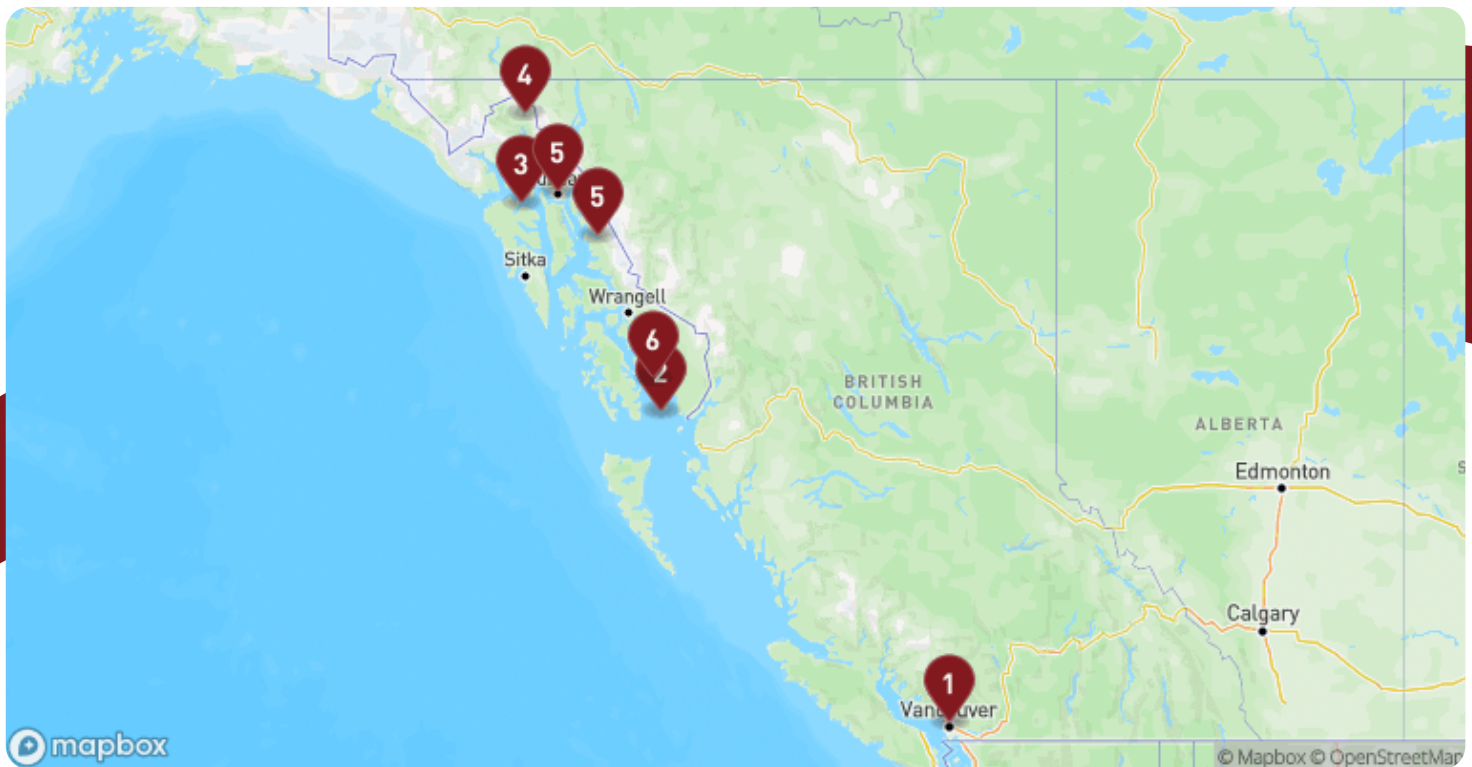 4
5
3
5
Sitka
Wrangell
6
2
BRITISH
COLUMBIA
ALBERTA
Edmonton
Calgary
1
Vancouver
mapbox
© Mapbox © OpenStreetMap